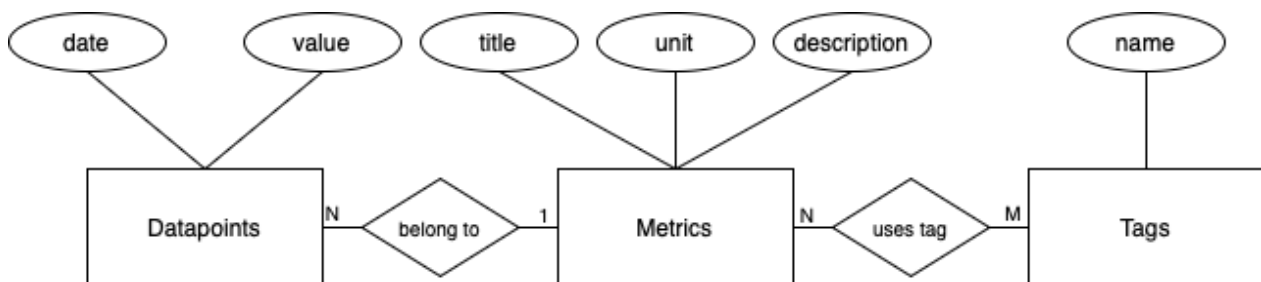 date
value
title
unit
description
name
Datapoints
N
belong to
1
Metrics
N
uses tag
M
Tags